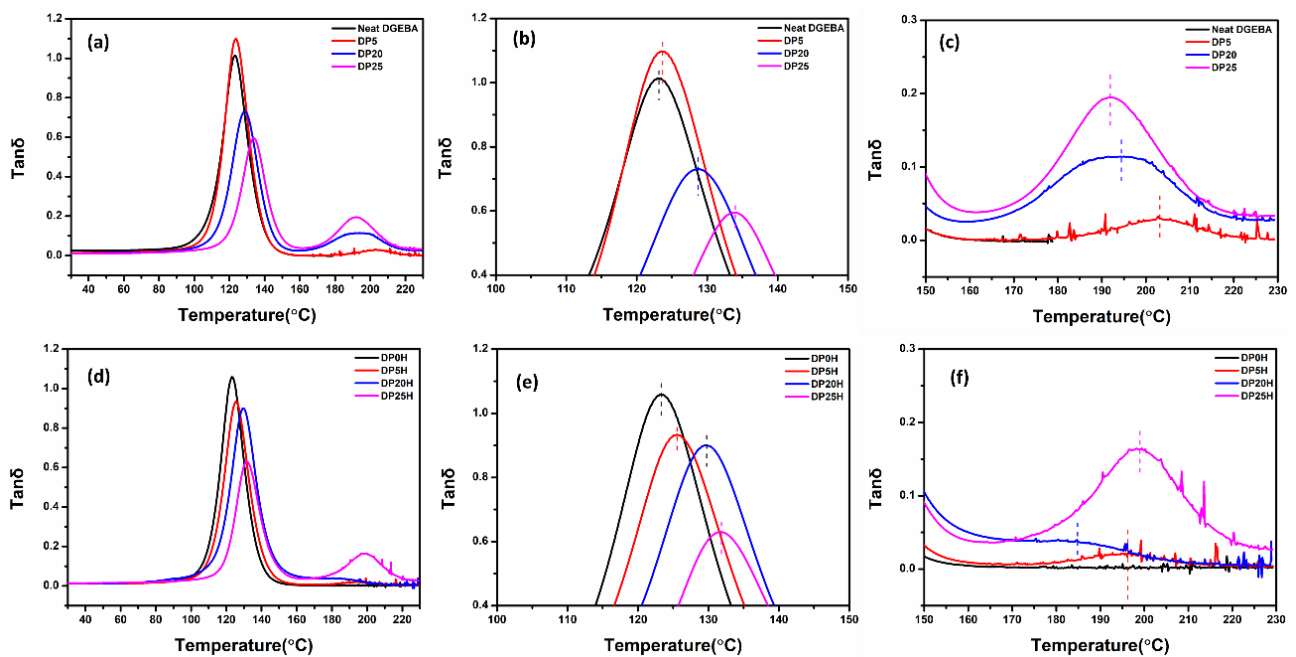 (a)
Neat DGEBA
DP5
DP20
DP25
1.2
1.0
0.8
0.6
0.4
0.2
0.0
Tanδ
40 60 80 100 120 140 160 180 200 220
Temperature(°C)
(b)
Neat DGEBA
DP5
DP20
DP25
1.2
1.0
0.8
0.6
0.4
Tanδ
100 110 120 130 140 150
Temperature(°C)
(c)
Neat DGEBA
DP5
DP20
DP25
0.3
0.2
0.1
0.0
Tanδ
150 160 170 180 190 200 210 220 230
Temperature(°C)
(d)
DP0H
DP5H
DP20H
DP25H
1.2
1.0
0.8
0.6
0.4
0.2
0.0
Tanδ
40 60 80 100 120 140 160 180 200 220
Temperature(°C)
(e)
DP0H
DP5H
DP20H
DP25H
1.2
1.0
0.8
0.6
0.4
Tanδ
100 110 120 130 140 150
Temperature(°C)
(f)
DP0H
DP5H
DP20H
DP25H
0.3
0.2
0.1
0.0
Tanδ
150 160 170 180 190 200 210 220 230
Temperature(°C)